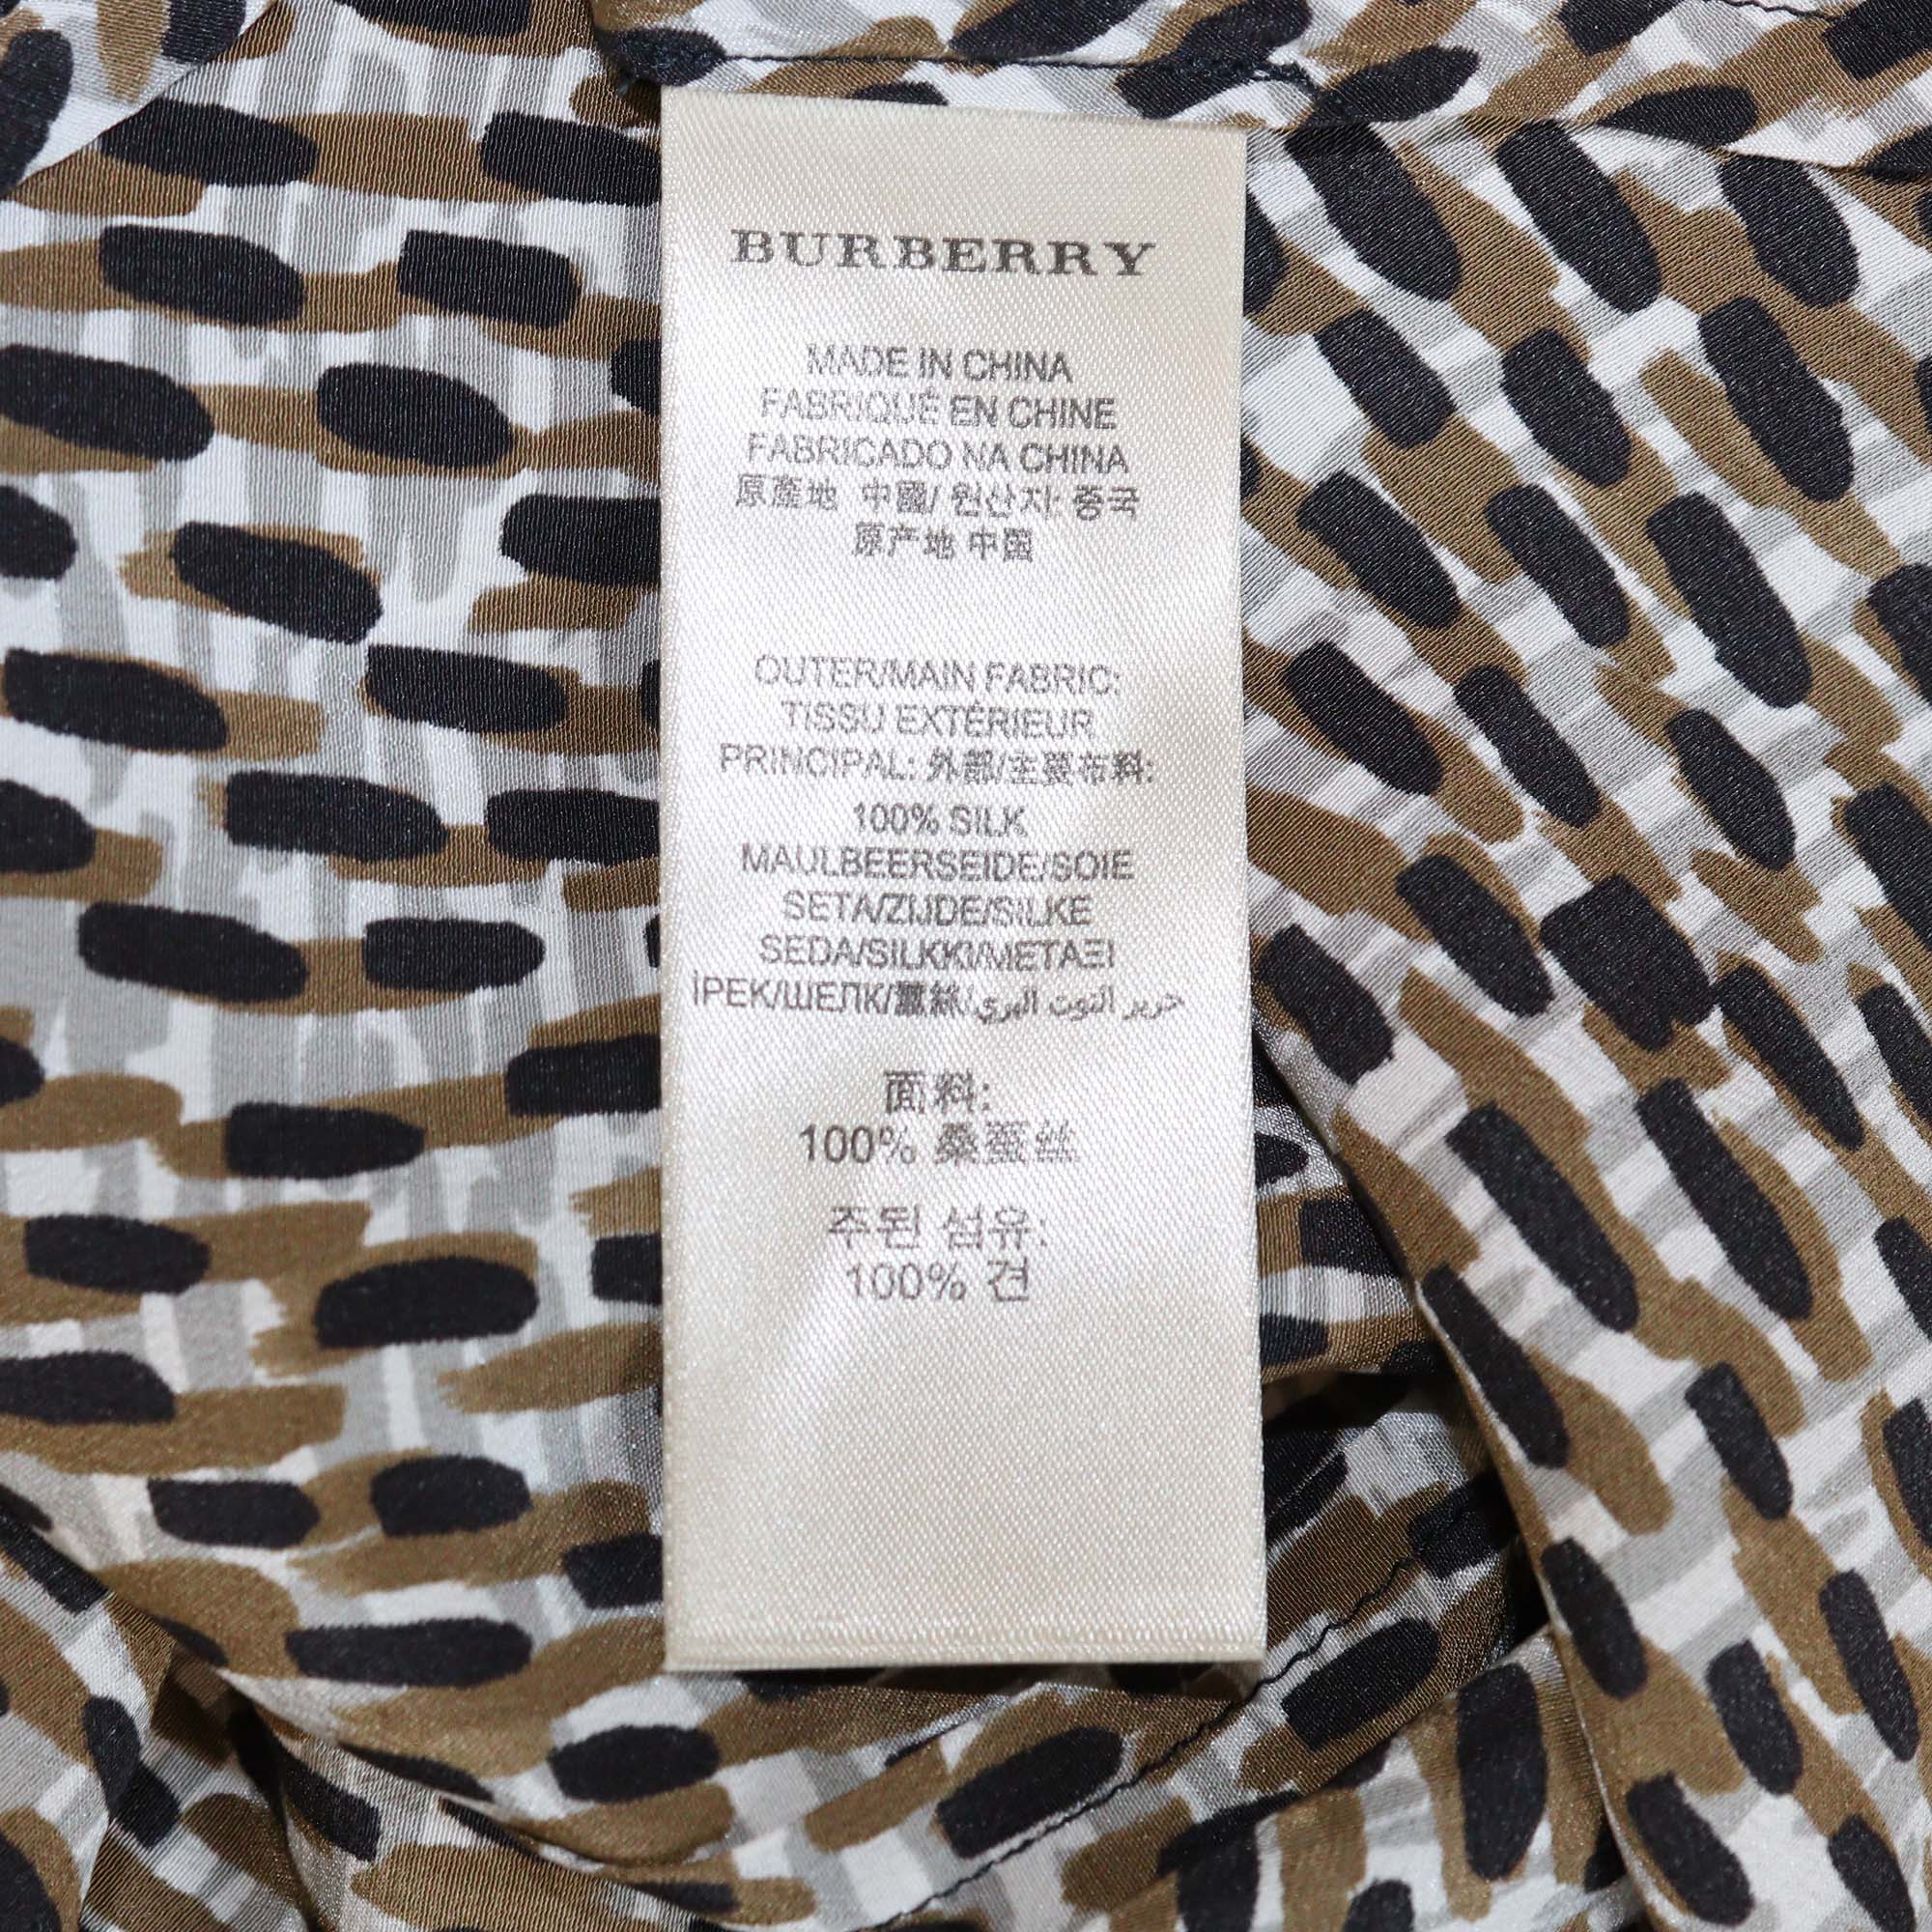 BURBERRY
MADE IN CHINA
FABRIQUÉ EN CHINE
FABRICADO NA CHINA
原產地 中國/ 원산지: 중국
原产地 中国
OUTER/MAIN FABRIC:
TISSU EXTÉRIEUR
PRINCIPAL: 外部/主要布料:
100% SILK
MAULBEERSEIDE/SOIE
SETA/ZIJDE/SILKE
SEDA/SILKKI/ΜΕΤΑΞΙ
İPEK/ШЕЛК/蠶絲/حرير التوت البري
面料:
100% 桑蚕丝
주된 섬유:
100% 견